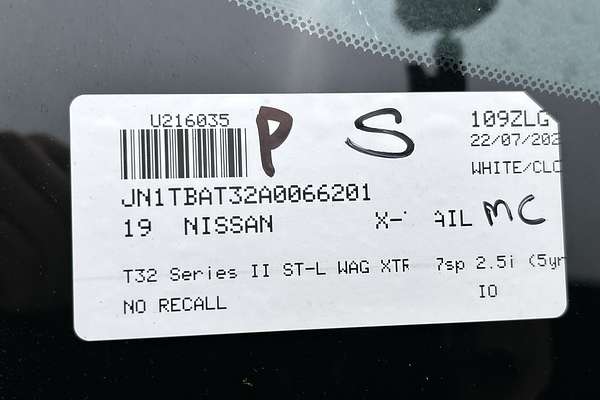 U216035 P S 109ZLG
22/07/202
WHITE/CLO
JN1TBAT32A0066201
19 NISSAN X-T AIL MC
T32 Series II ST-L WAG XTR 7sp 2.5i (5yr
NO RECALL IO